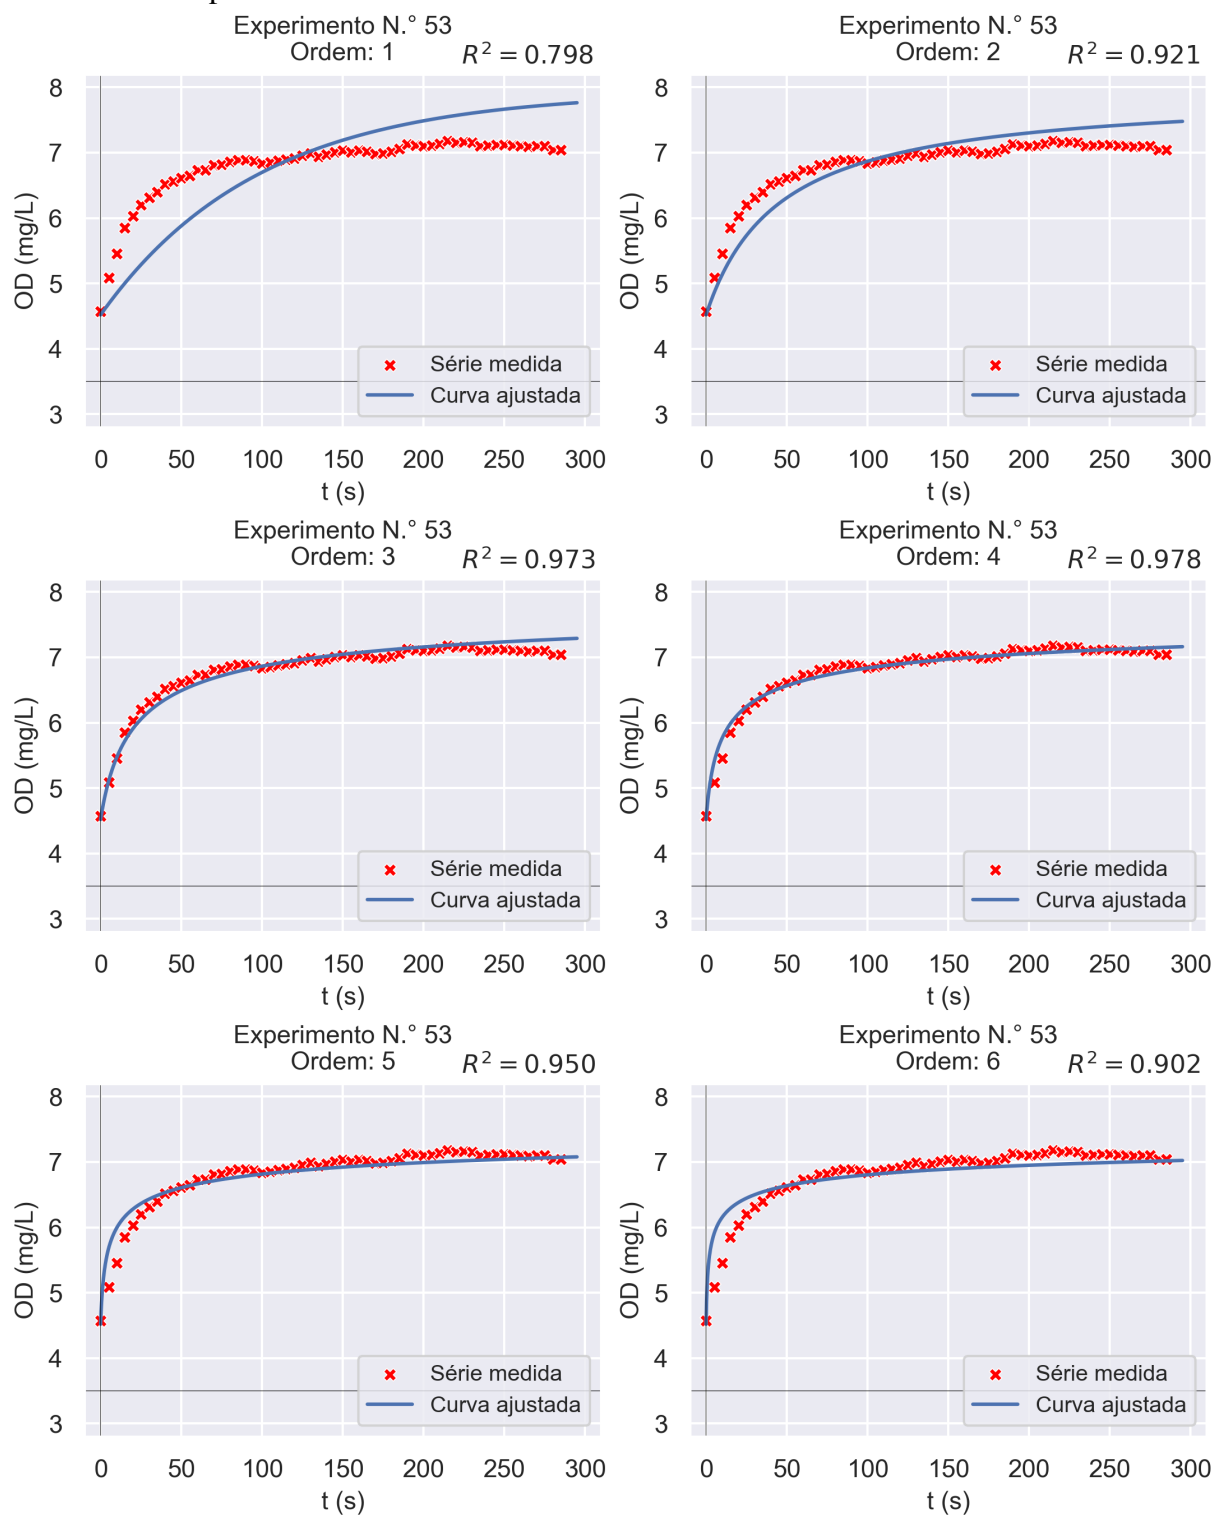 Experimento N.° 53
Ordem: 1 R² = 0.798
8
7
6
5
4
3
OD (mg/L)
Série medida
Curva ajustada
0 50 100 150 200 250 300
t (s)
Experimento N.° 53
Ordem: 2 R² = 0.921
8
7
6
5
4
3
OD (mg/L)
Série medida
Curva ajustada
0 50 100 150 200 250 300
t (s)
Experimento N.° 53
Ordem: 3 R² = 0.973
8
7
6
5
4
3
OD (mg/L)
Série medida
Curva ajustada
0 50 100 150 200 250 300
t (s)
Experimento N.° 53
Ordem: 4 R² = 0.978
8
7
6
5
4
3
OD (mg/L)
Série medida
Curva ajustada
0 50 100 150 200 250 300
t (s)
Experimento N.° 53
Ordem: 5 R² = 0.950
8
7
6
5
4
3
OD (mg/L)
Série medida
Curva ajustada
0 50 100 150 200 250 300
t (s)
Experimento N.° 53
Ordem: 6 R² = 0.902
8
7
6
5
4
3
OD (mg/L)
Série medida
Curva ajustada
0 50 100 150 200 250 300
t (s)